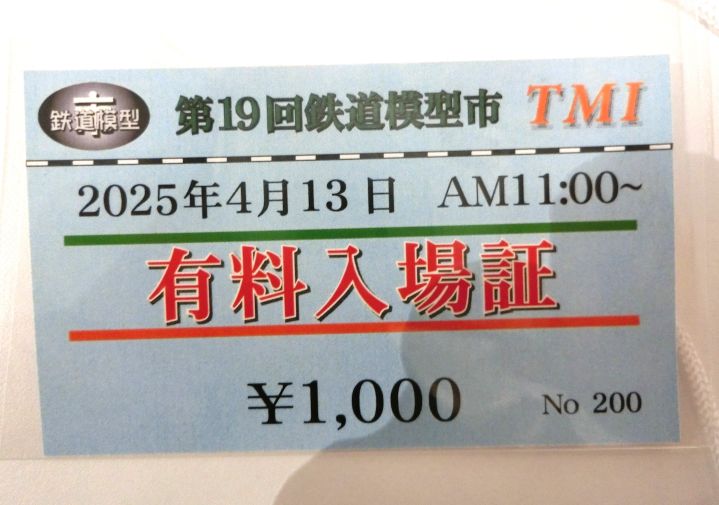 鉄道模型
市
第19回鉄道模型市 TMI
2025年4月13日 AM11:00~
有料入場証
¥1,000 No 200